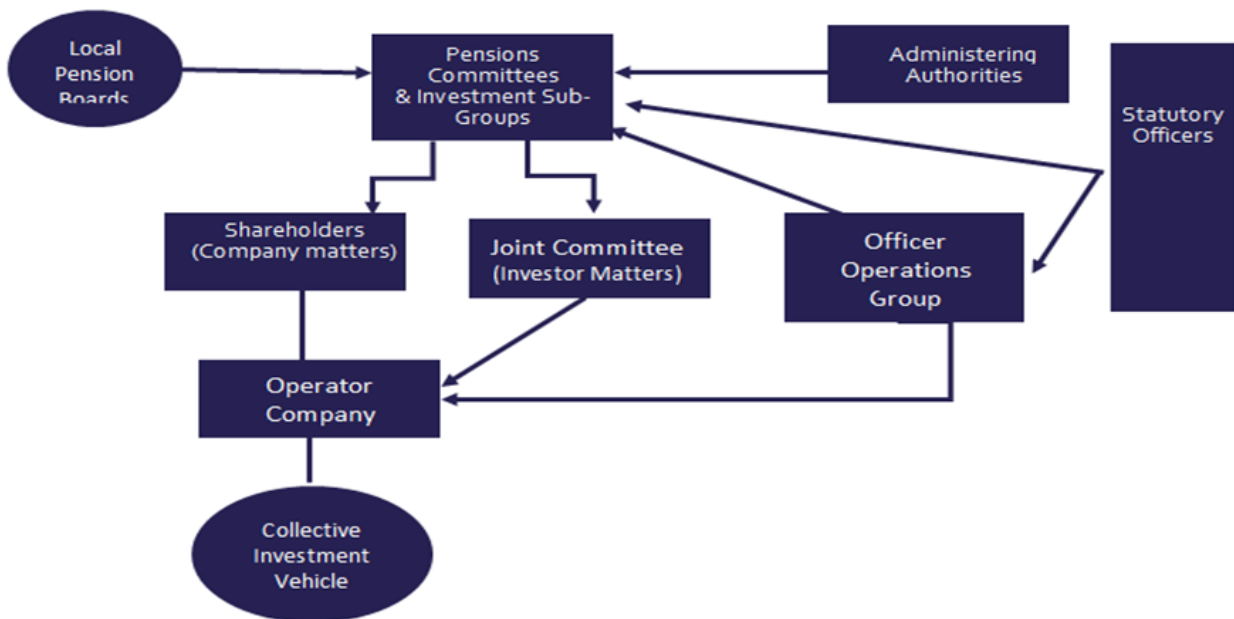 Local
Pension
Boards
Pensions
Committees
& Investment Sub-
Groups
Administering
Authorities
Statutory
Officers
Shareholders
(Company matters)
Joint Committee
(Investor Matters)
Officer
Operations
Group
Operator
Company
Collective
Investment
Vehicle